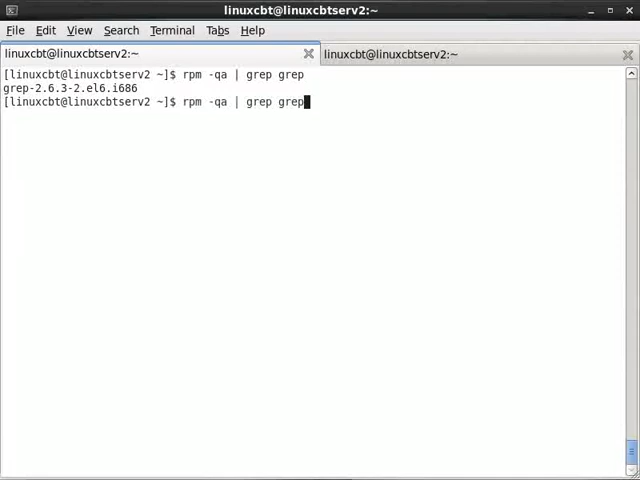 linuxcbt@linuxcbtserv2:~
File Edit View Search Terminal Tabs Help
linuxcbt@linuxcbtserv2:~ linuxcbt@linuxcbtserv2:~
[linuxcbt@linuxcbtserv2 ~]$ rpm -qa | grep grep
grep-2.6.3-2.el6.i686
[linuxcbt@linuxcbtserv2 ~]$ rpm -qa | grep grep